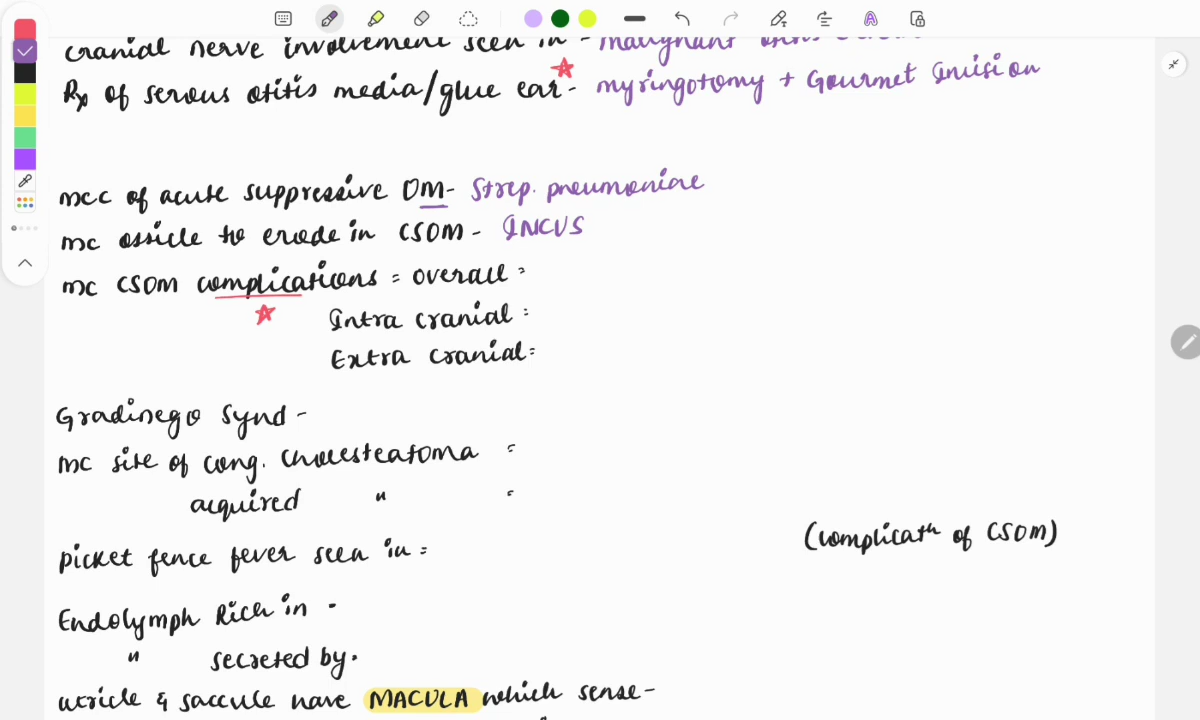 cranial nerve involvement seen in - malignant otitis
Rx of serous otitis media/glue ear - myringotomy + Gourmet Inuision
mcc of acute suppressive OM - Strep. pneumoniae
mc ossicle to erode in CSOM - INCUS
mc CSOM complications = overall =
Intra cranial =
Extra cranial =
Gradinego Synd -
mc site of cong. cholesteatoma =
acquired " =
picket fence fever seen in = (complicatn of CSOM)
Endolymph Rich in -
" secreted by.
utricle & saccule have MACULA which sense -